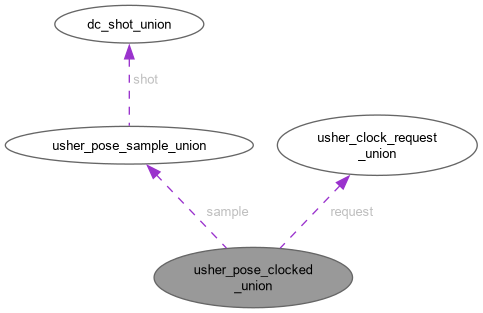 dc_shot_union
shot
usher_pose_sample_union
usher_clock_request
_union
sample
request
usher_pose_clocked
_union